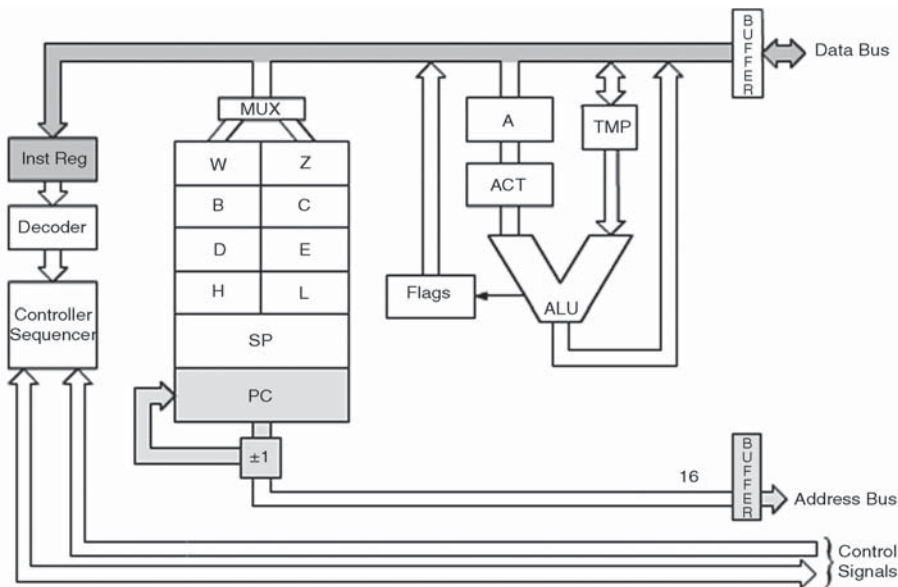 BUFFER
Data Bus
MUX
A
TMP
Inst Reg
W
Z
ACT
B
C
Decoder
D
E
H
L
Flags
ALU
Controller
Sequencer
SP
PC
±1
16
BUFFER
Address Bus
Control
Signals